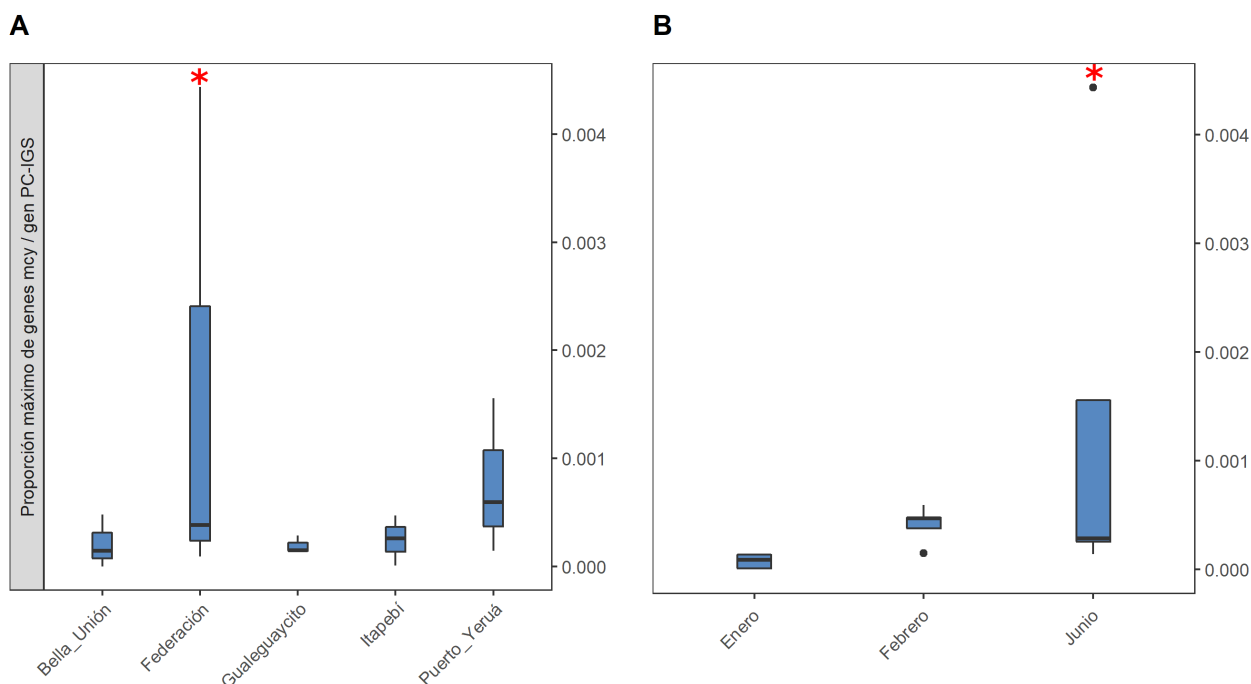 A
Proporción máximo de genes mcy / gen PC-IGS
*
0.004
0.003
0.002
0.001
0.000
Bella_Unión
Federación
Gualeguaycito
Itapebí
Puerto_Yeruá
B
*
0.004
0.003
0.002
0.001
0.000
Enero
Febrero
Junio